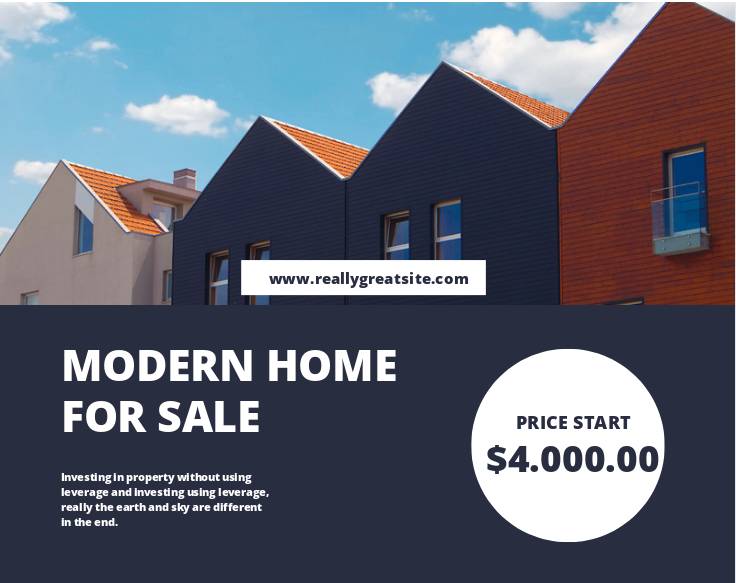 www.reallygreatsite.com
MODERN HOME
FOR SALE
PRICE START
$4.000.00
Investing in property without using
leverage and investing using leverage,
really the earth and sky are different
in the end.